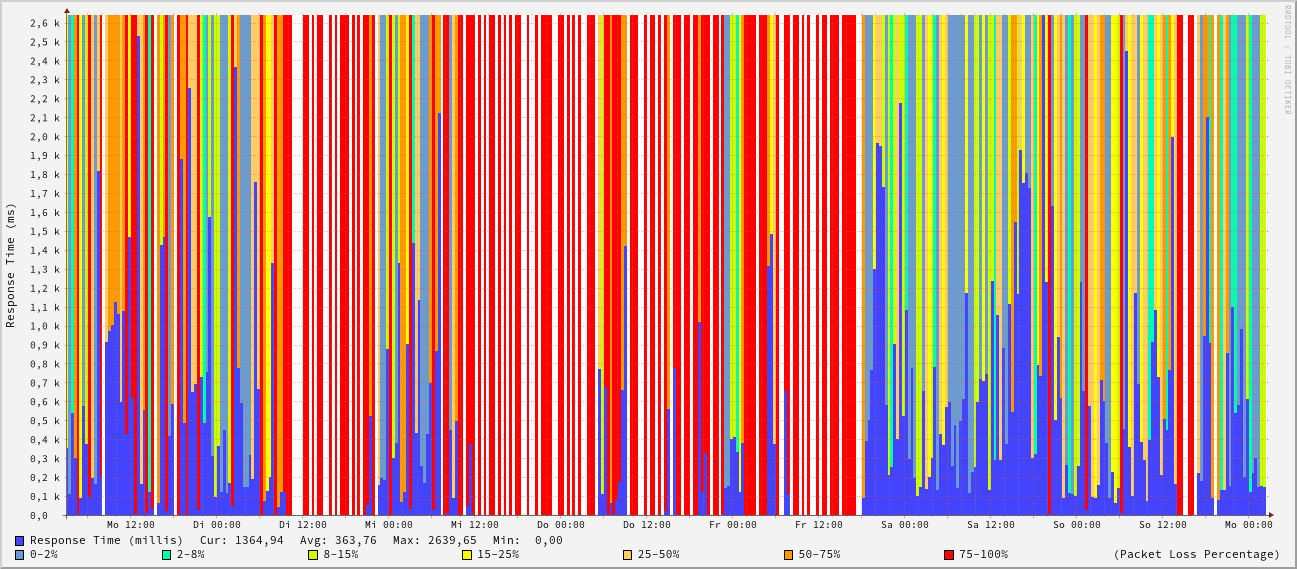 RRDTOOL / TOBI OETIKER
Response Time (ms)
2,6 k
2,5 k
2,4 k
2,3 k
2,2 k
2,1 k
2,0 k
1,9 k
1,8 k
1,7 k
1,6 k
1,5 k
1,4 k
1,3 k
1,2 k
1,1 k
1,0 k
0,9 k
0,8 k
0,7 k
0,6 k
0,5 k
0,4 k
0,3 k
0,2 k
0,1 k
0,0
Mo 12:00 Di 00:00 Di 12:00 Mi 00:00 Mi 12:00 Do 00:00 Do 12:00 Fr 00:00 Fr 12:00 Sa 00:00 Sa 12:00 So 00:00 So 12:00 Mo 00:00
Response Time (millis) Cur: 1364,94 Avg: 363,76 Max: 2639,65 Min: 0,00
0-2% 2-8% 8-15% 15-25% 25-50% 50-75% 75-100% (Packet Loss Percentage)